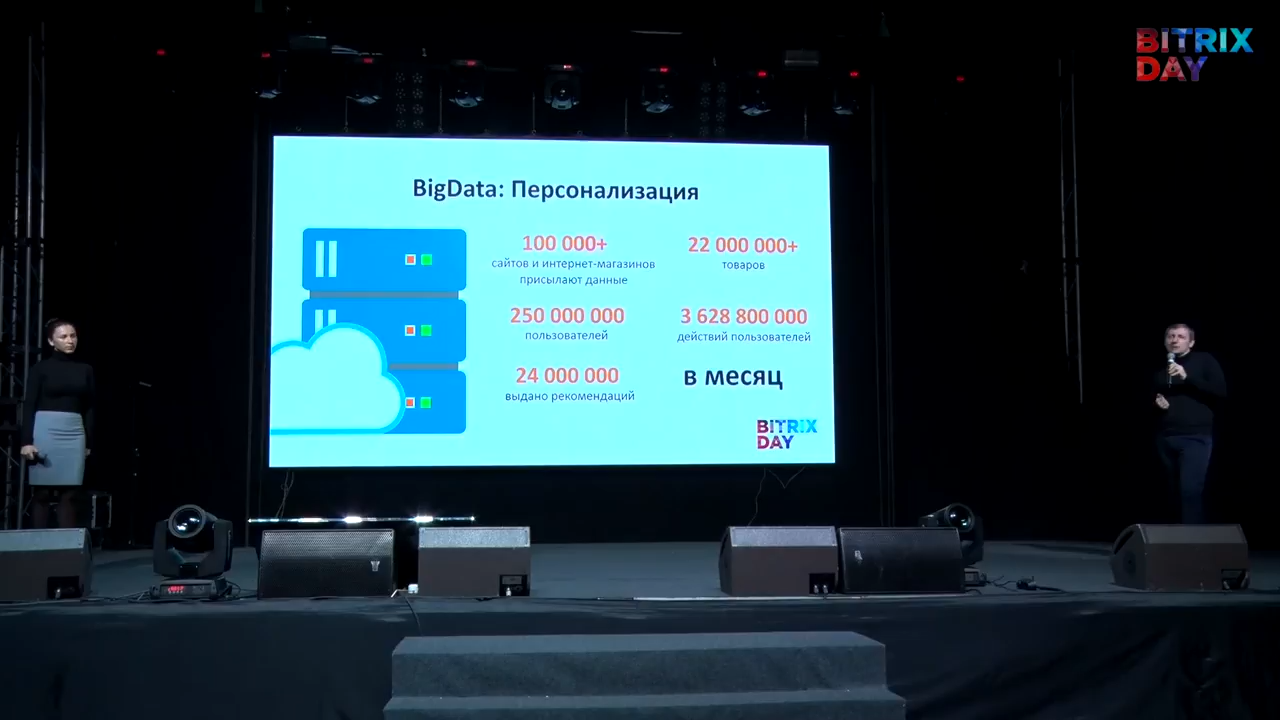 BITRIX
DAY
BigData: Персонализация
100 000+
сайтов и интернет-магазинов
присылают данные
22 000 000+
товаров
250 000 000
пользователей
3 628 800 000
действий пользователей
24 000 000
выдано рекомендаций
в месяц
BITRIX
DAY